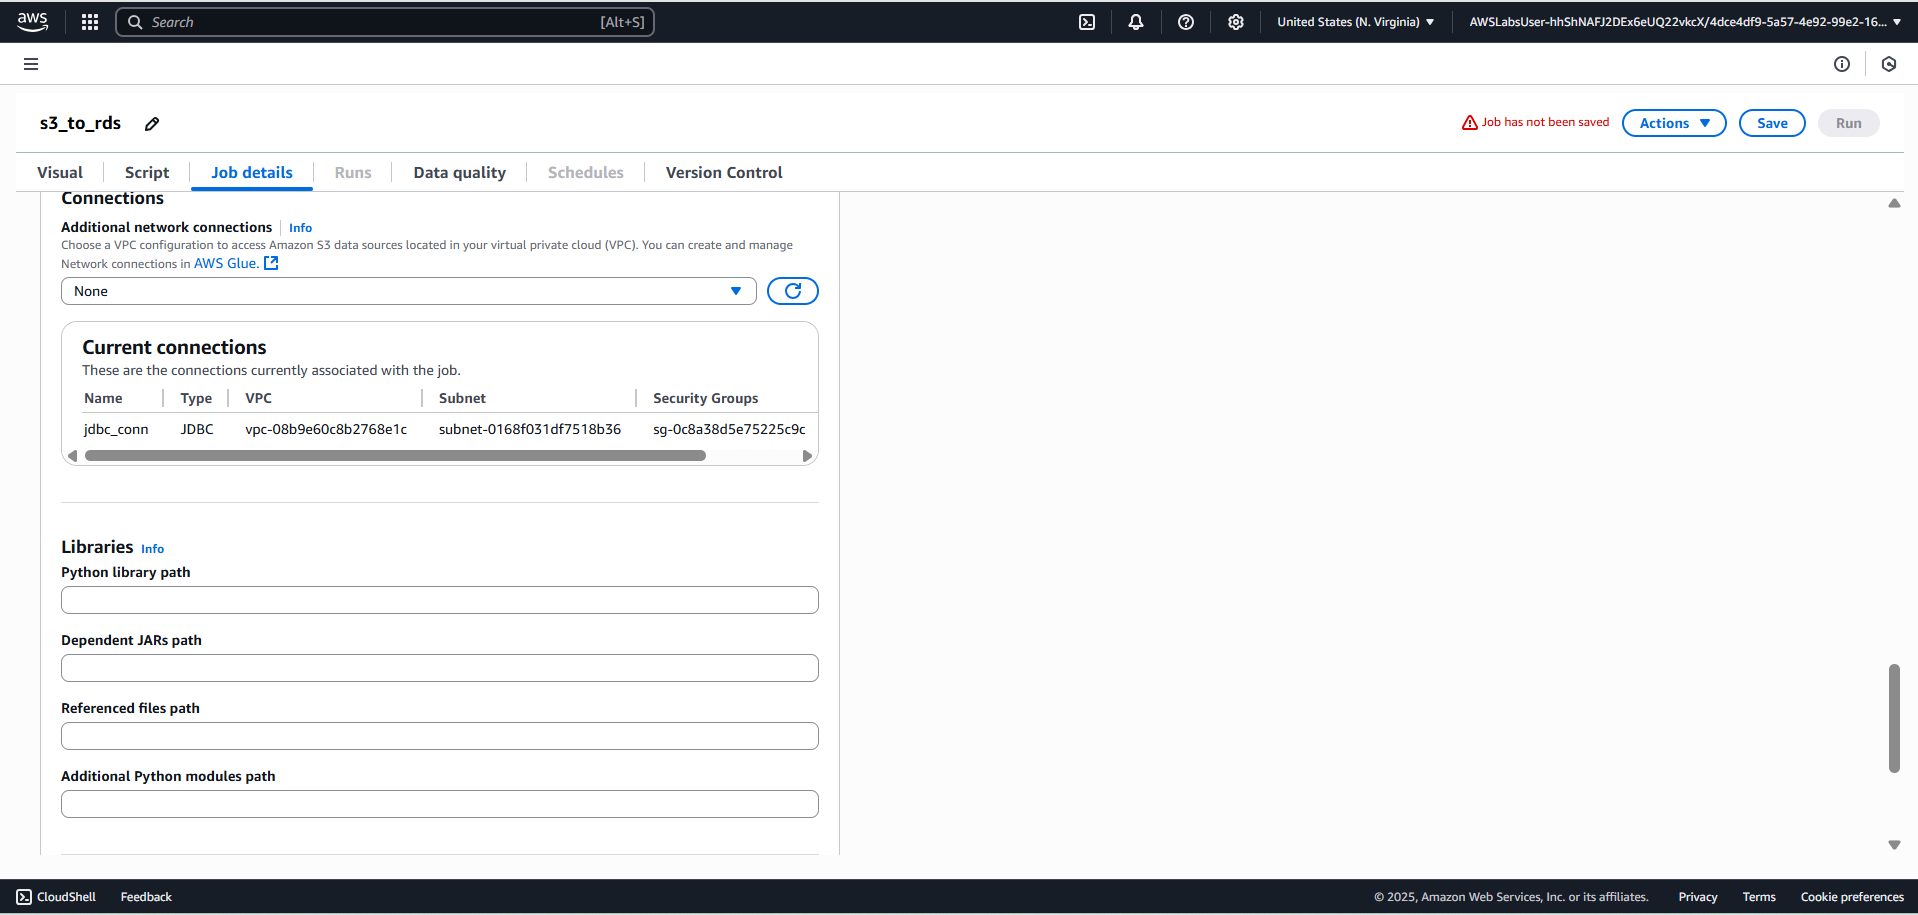 aws
Search [Alt+S]
United States (N. Virginia)
AWSLabsUser-hhShNAFJ2DEx6eUQ22vkcX/4dce4df9-5a57-4e92-99e2-16...
s3_to_rds
Job has not been saved
Actions
Save
Run
Visual
Script
Job details
Runs
Data quality
Schedules
Version Control
Connections
Additional network connections
Info
Choose a VPC configuration to access Amazon S3 data sources located in your virtual private cloud (VPC). You can create and manage
Network connections in AWS Glue.
None
Current connections
These are the connections currently associated with the job.
Name Type VPC Subnet Security Groups
jdbc_conn JDBC vpc-08b9e60c8b2768e1c subnet-0168f031df7518b36 sg-0c8a38d5e75225c9c
Libraries Info
Python library path
Dependent JARs path
Referenced files path
Additional Python modules path
CloudShell
Feedback
© 2025, Amazon Web Services, Inc. or its affiliates.
Privacy
Terms
Cookie preferences